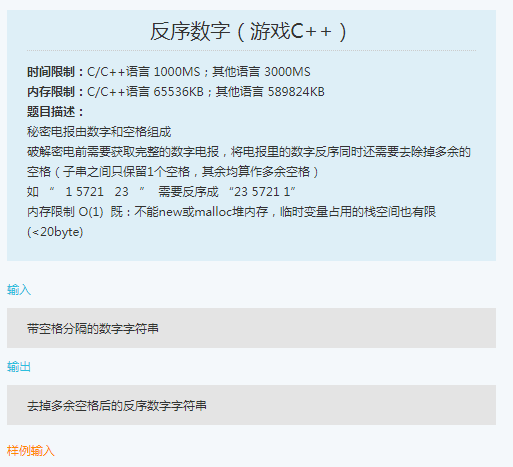 反序数字（游戏C++）
时间限制：C/C++语言 1000MS；其他语言 3000MS
内存限制：C/C++语言 65536KB；其他语言 589824KB
题目描述：
秘密电报由数字和空格组成
破解密电前需要获取完整的数字电报，将电报里的数字反序同时还需要去除掉多余的
空格（子串之间只保留1个空格，其余均算作多余空格）
如 “  1 5721   23  ”  需要反序成 “23 5721 1”
内存限制 O(1)  既：不能new或malloc堆内存，临时变量占用的栈空间也有限
(<20byte)
输入
带空格分隔的数字字符串
输出
去掉多余空格后的反序数字字符串
样例输入